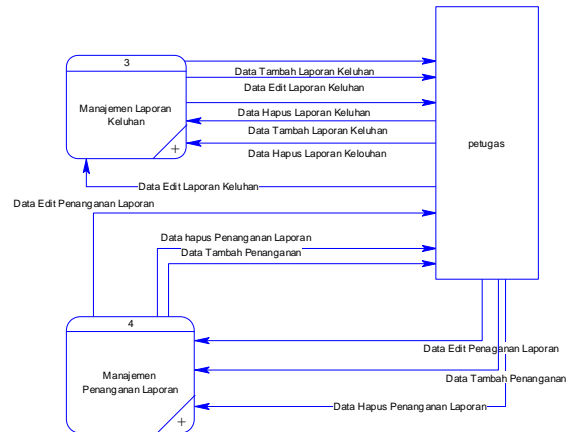 3
Manajemen Laporan
Keluhan
+
Data Tambah Laporan Keluhan
Data Edit Laporan Keluhan
Data Hapus Laporan Keluhan
Data Tambah Laporan Keluhan
Data Hapus Laporan Kelouhan
petugas
Data Edit Laporan Keluhan
Data Edit Penanganan Laporan
Data hapus Penanganan Laporan
Data Tambah Penanganan
4
Manajemen
Penanganan Laporan
+
Data Edit Penaganan Laporan
Data Tambah Penanganan
Data Hapus Penanganan Laporan